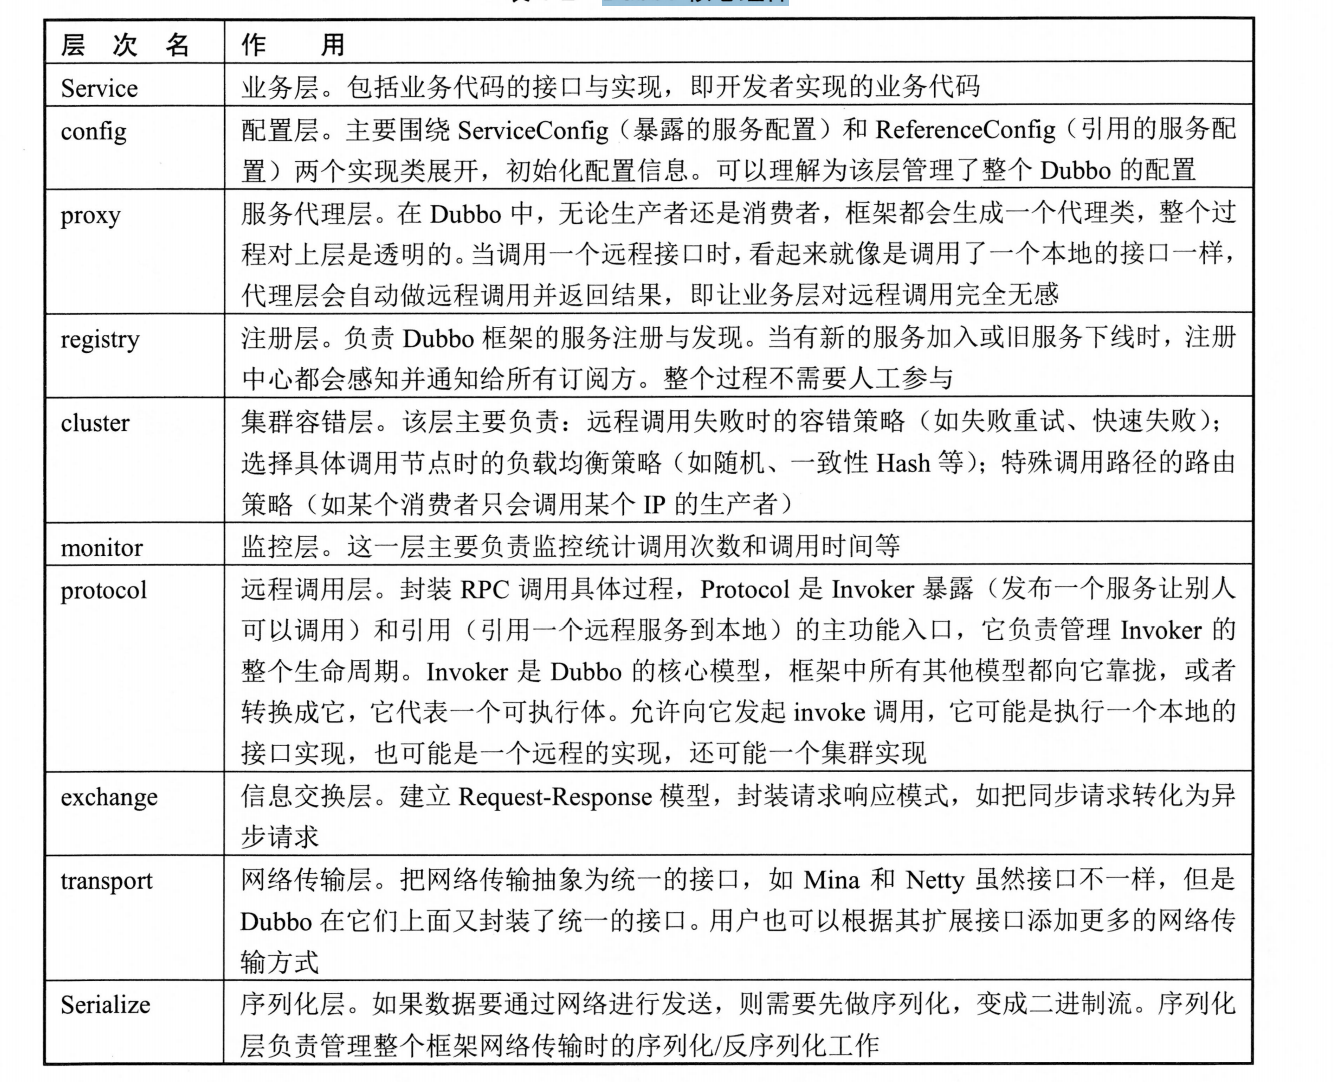 层 次 名 作 用
Service 业务层。包括业务代码的接口与实现，即开发者实现的业务代码
config 配置层。主要围绕 ServiceConfig（暴露的服务配置）和 ReferenceConfig（引用的服务配
置）两个实现类展开，初始化配置信息。可以理解为该层管理了整个 Dubbo 的配置
proxy 服务代理层。在 Dubbo 中，无论生产者还是消费者，框架都会生成一个代理类，整个过
程对上层是透明的。当调用一个远程接口时，看起来就像是调用了一个本地的接口一样，
代理层会自动做远程调用并返回结果，即让业务层对远程调用完全无感
registry 注册层。负责 Dubbo 框架的服务注册与发现。当有新的服务加入或旧服务下线时，注册
中心都会感知并通知给所有订阅方。整个过程不需要人工参与
cluster 集群容错层。该层主要负责：远程调用失败时的容错策略（如失败重试、快速失败）；
选择具体调用节点时的负载均衡策略（如随机、一致性 Hash 等）；特殊调用路径的路由
策略（如某个消费者只会调用某个 IP 的生产者）
monitor 监控层。这一层主要负责监控统计调用次数和调用时间等
protocol 远程调用层。封装 RPC 调用具体过程，Protocol 是 Invoker 暴露（发布一个服务让别人
可以调用）和引用（引用一个远程服务到本地）的主功能入口，它负责管理 Invoker 的
整个生命周期。Invoker 是 Dubbo 的核心模型，框架中所有其他模型都向它靠拢，或者
转换成它，它代表一个可执行体。允许向它发起 invoke 调用，它可能是执行一个本地的
接口实现，也可能是一个远程的实现，还可能一个集群实现
exchange 信息交换层。建立 Request-Response 模型，封装请求响应模式，如把同步请求转化为异
步请求
transport 网络传输层。把网络传输抽象为统一的接口，如 Mina 和 Netty 虽然接口不一样，但是
Dubbo 在它们上面又封装了统一的接口。用户也可以根据其扩展接口添加更多的网络传
输方式
Serialize 序列化层。如果数据要通过网络进行发送，则需要先做序列化，变成二进制流。序列化
层负责管理整个框架网络传输时的序列化/反序列化工作